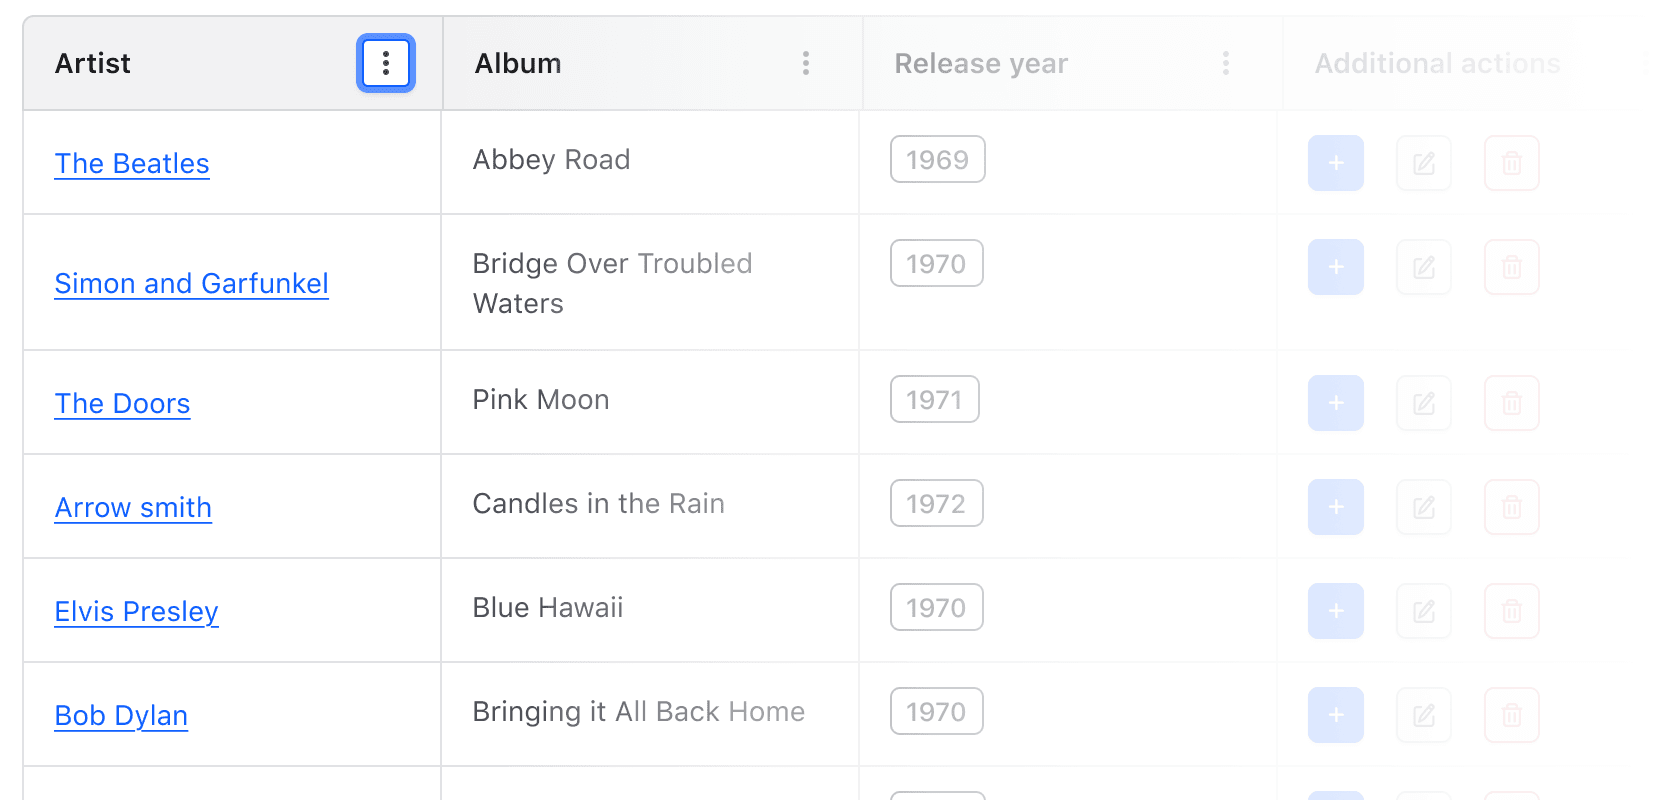 Artist
Album
Release year
Additional actions
The Beatles
Abbey Road
1969
Simon and Garfunkel
Bridge Over Troubled
Waters
1970
The Doors
Pink Moon
1971
Arrow smith
Candles in the Rain
1972
Elvis Presley
Blue Hawaii
1970
Bob Dylan
Bringing it All Back Home
1970